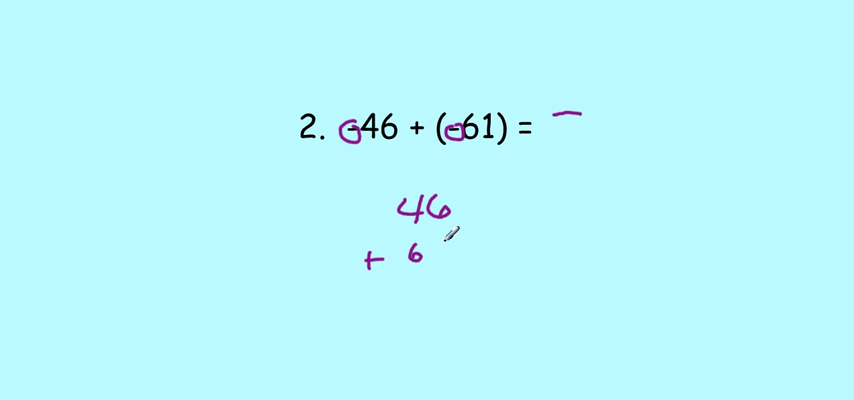 2. -46 + (-61) = -
46
+ 6